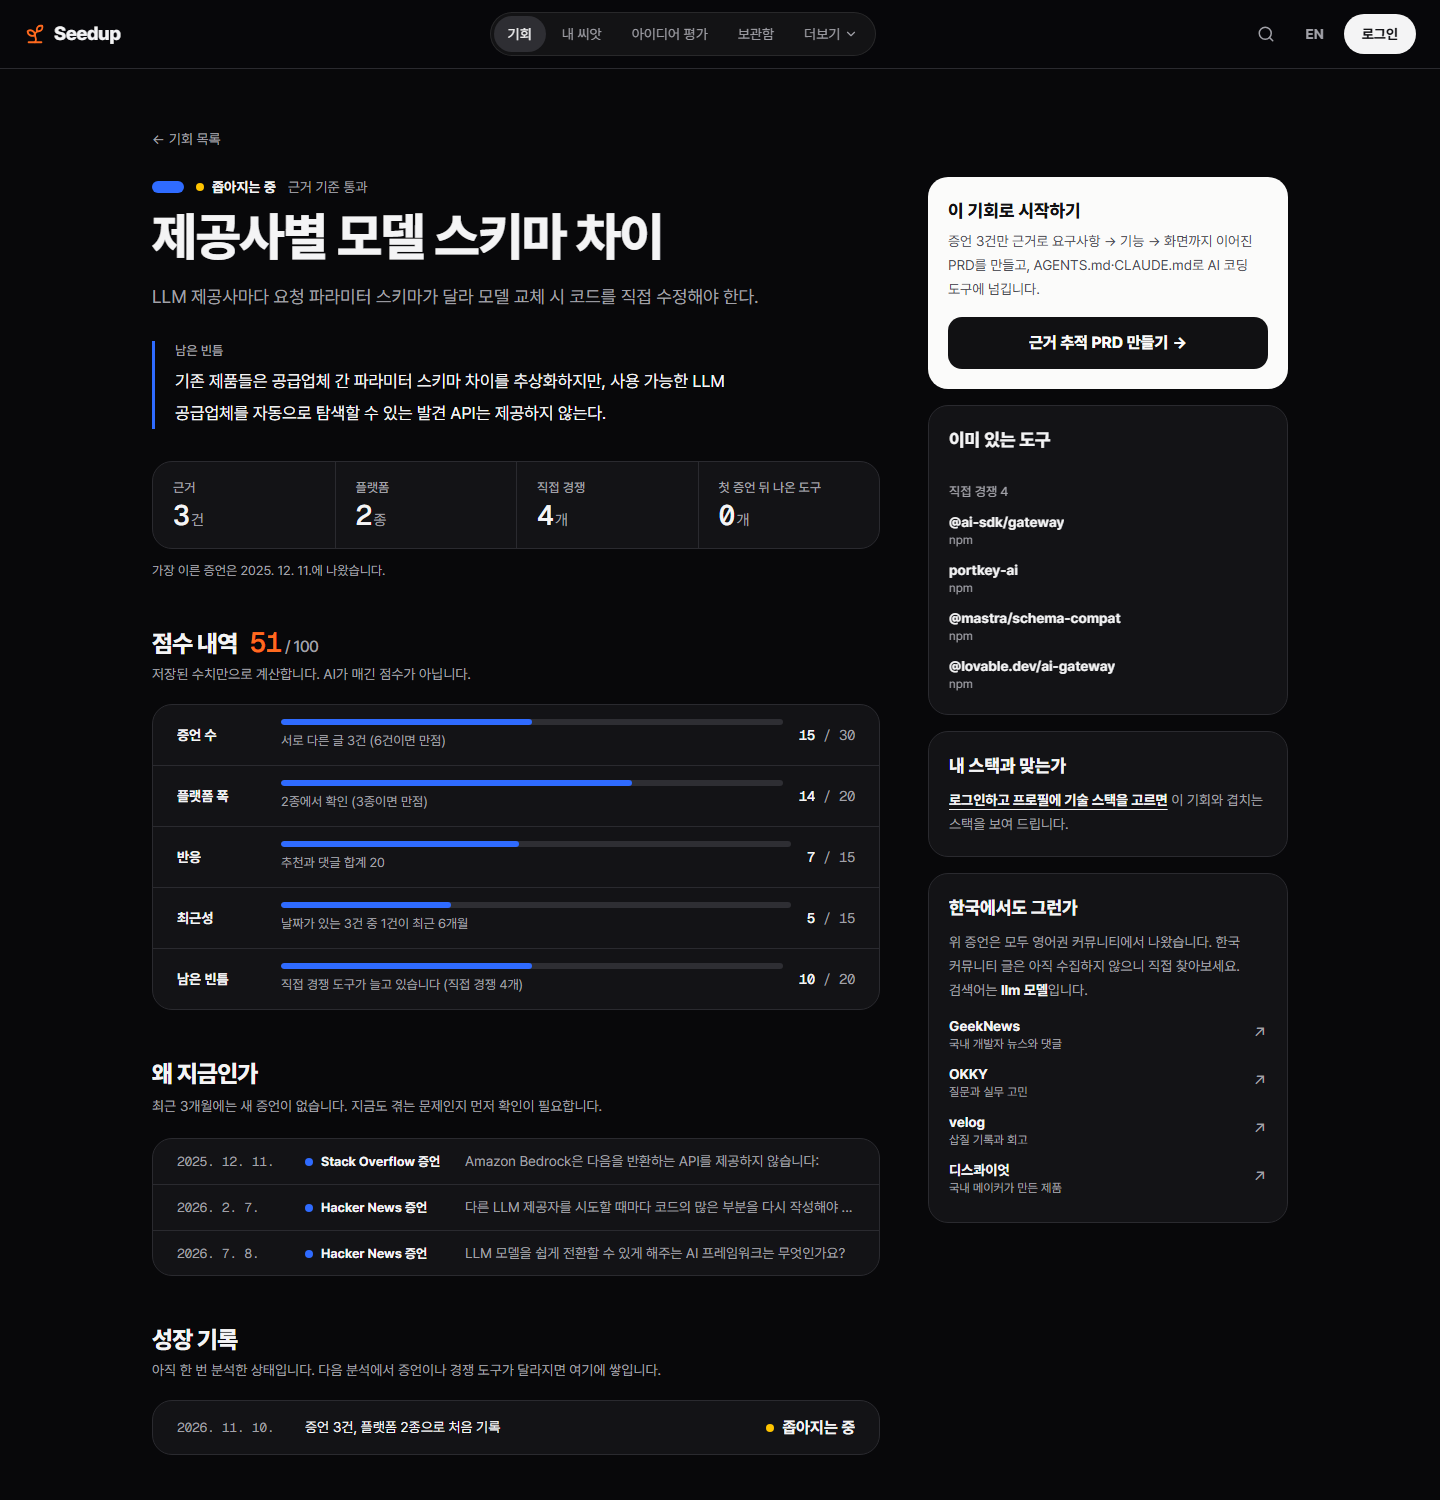 Seedup
기회
내 씨앗
아이디어 평가
보관함
더보기
EN
로그인
← 기회 목록
좁아지는 중
근거 기준 통과
제공사별 모델 스키마 차이
LLM 제공사마다 요청 파라미터 스키마가 달라 모델 교체 시 코드를 직접 수정해야 한다.
남은 빈틈
기존 제품들은 공급업체 간 파라미터 스키마 차이를 추상화하지만, 사용 가능한 LLM
공급업체를 자동으로 탐색할 수 있는 발견 API는 제공하지 않는다.
근거
3건
플랫폼
2종
직접 경쟁
4개
첫 증언 뒤 나온 도구
0개
가장 이른 증언은 2025. 12. 11.에 나왔습니다.
점수 내역 51 / 100
저장된 수치만으로 계산합니다. AI가 매긴 점수가 아닙니다.
증언 수
서로 다른 글 3건 (6건이면 만점)
15 / 30
플랫폼 폭
2종에서 확인 (3종이면 만점)
14 / 20
반응
추천과 댓글 합계 20
7 / 15
최근성
날짜가 있는 3건 중 1건이 최근 6개월
5 / 15
남은 빈틈
직접 경쟁 도구가 늘고 있습니다 (직접 경쟁 4개)
10 / 20
왜 지금인가
최근 3개월에는 새 증언이 없습니다. 지금도 겪는 문제인지 먼저 확인이 필요합니다.
2025. 12. 11. Stack Overflow 증언 Amazon Bedrock은 다음을 반환하는 API를 제공하지 않습니다:
2026. 2. 7. Hacker News 증언 다른 LLM 제공자를 시도할 때마다 코드의 많은 부분을 다시 작성해야 ...
2026. 7. 8. Hacker News 증언 LLM 모델을 쉽게 전환할 수 있게 해주는 AI 프레임워크는 무엇인가요?
성장 기록
아직 한 번 분석한 상태입니다. 다음 분석에서 증언이나 경쟁 도구가 달라지면 여기에 쌓입니다.
2026. 11. 10. 증언 3건, 플랫폼 2종으로 처음 기록 좁아지는 중
이 기회로 시작하기
증언 3건만 근거로 요구사항 → 기능 → 화면까지 이어진
PRD를 만들고, AGENTS.md·CLAUDE.md로 AI 코딩
도구에 넘깁니다.
근거 추적 PRD 만들기 →
이미 있는 도구
직접 경쟁 4
@ai-sdk/gateway
npm
portkey-ai
npm
@mastra/schema-compat
npm
@lovable.dev/ai-gateway
npm
내 스택과 맞는가
로그인하고 프로필에 기술 스택을 고르면 이 기회와 겹치는
스택을 보여 드립니다.
한국에서도 그런가
위 증언은 모두 영어권 커뮤니티에서 나왔습니다. 한국
커뮤니티 글은 아직 수집하지 않으니 직접 찾아보세요.
검색어는 llm 모델입니다.
GeekNews
국내 개발자 뉴스와 댓글
OKKY
질문과 실무 고민
velog
삽질 기록과 회고
디스콰이엇
국내 메이커가 만든 제품